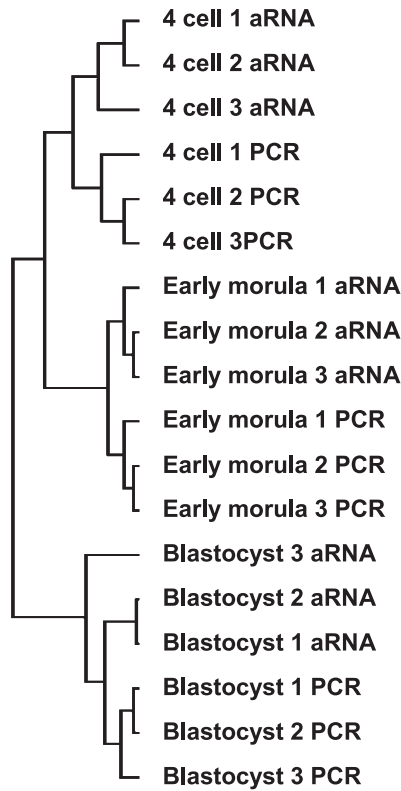 4 cell 1 aRNA
4 cell 2 aRNA
4 cell 3 aRNA
4 cell 1 PCR
4 cell 2 PCR
4 cell 3PCR
Early morula 1 aRNA
Early morula 2 aRNA
Early morula 3 aRNA
Early morula 1 PCR
Early morula 2 PCR
Early morula 3 PCR
Blastocyst 3 aRNA
Blastocyst 2 aRNA
Blastocyst 1 aRNA
Blastocyst 1 PCR
Blastocyst 2 PCR
Blastocyst 3 PCR